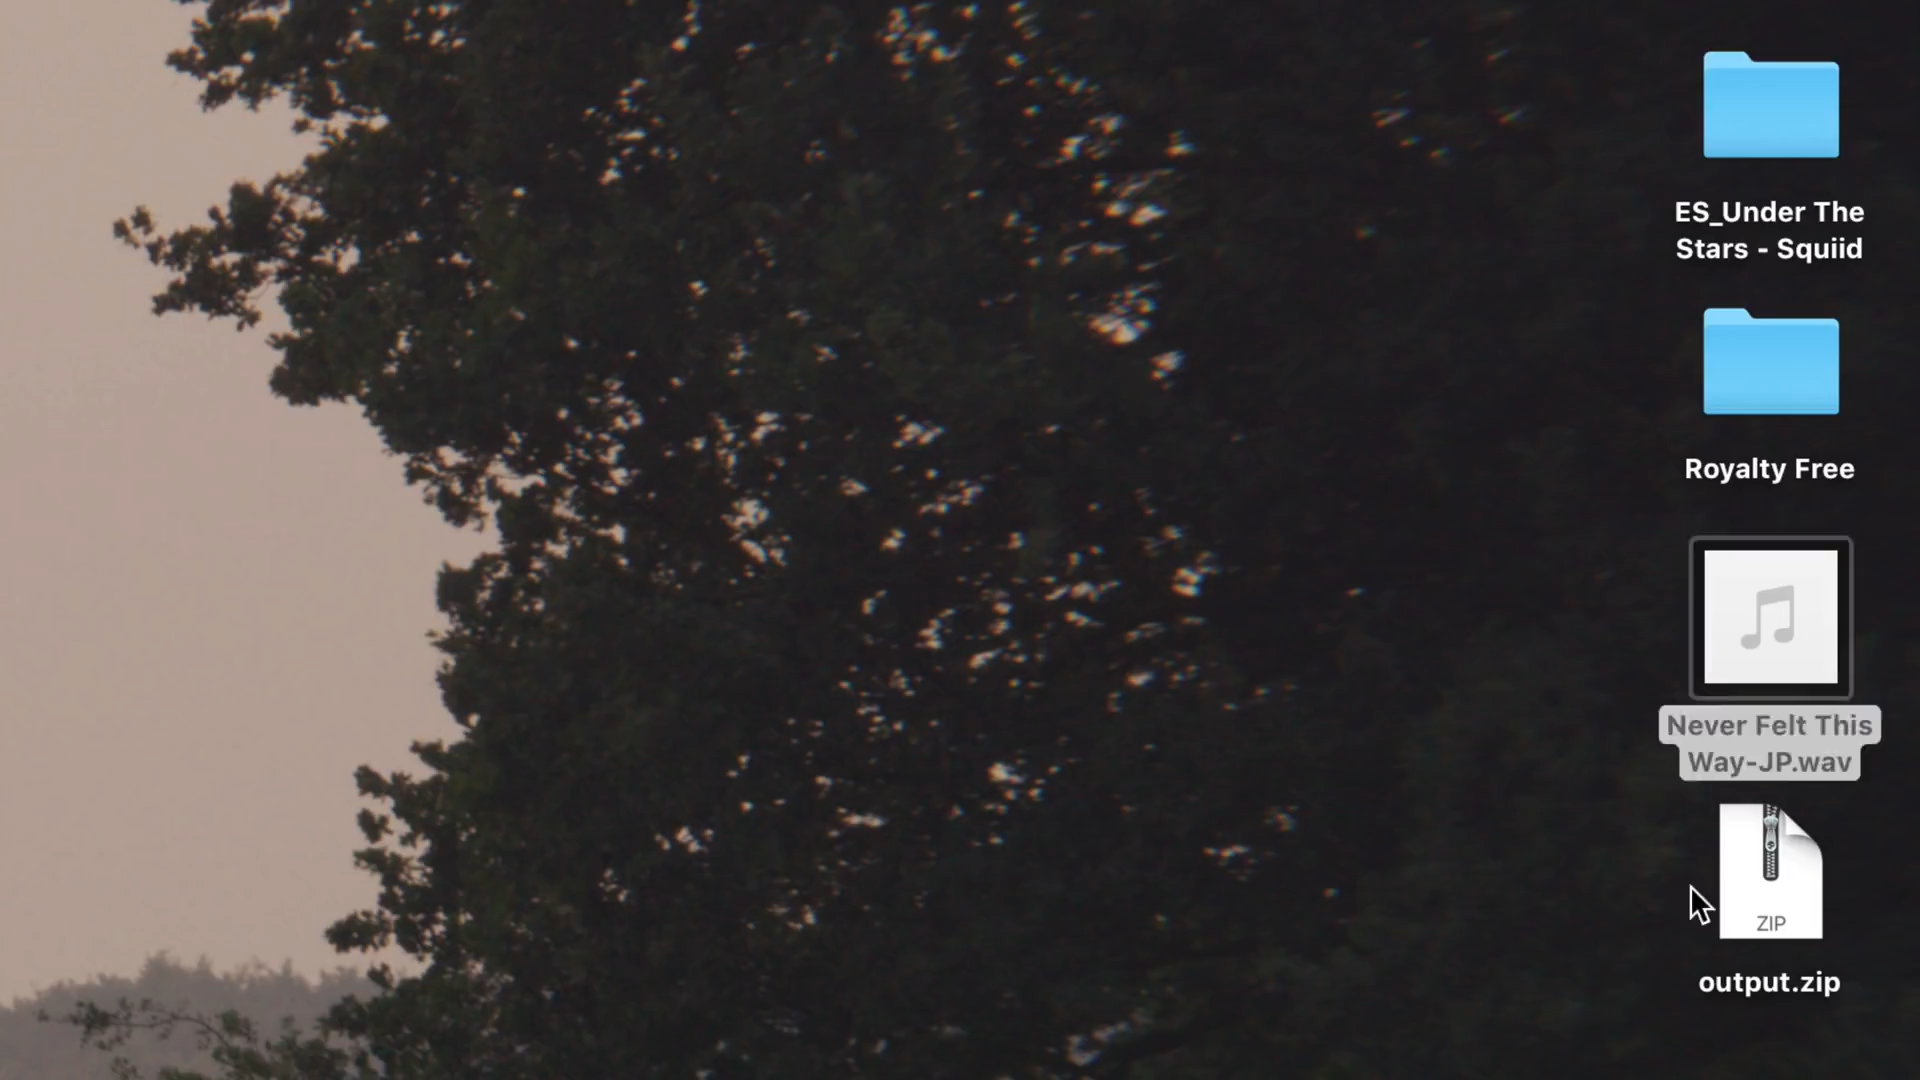 ES_Under The
Stars - Squiid
Royalty Free
Never Felt This
Way-JP.wav
ZIP
output.zip